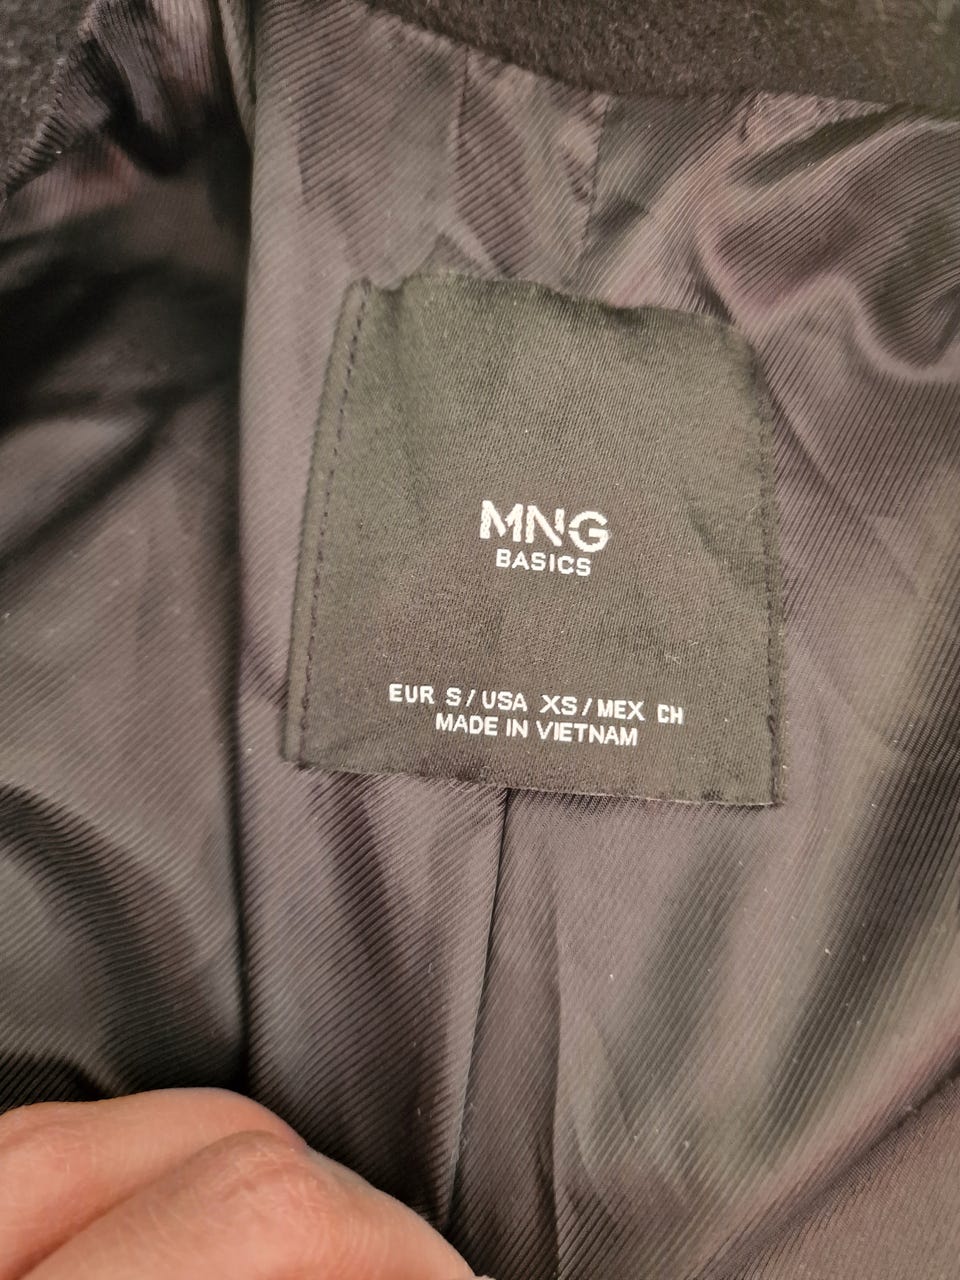 MNG
BASICS
EUR S/USA XS/MEX CH
MADE IN VIETNAM